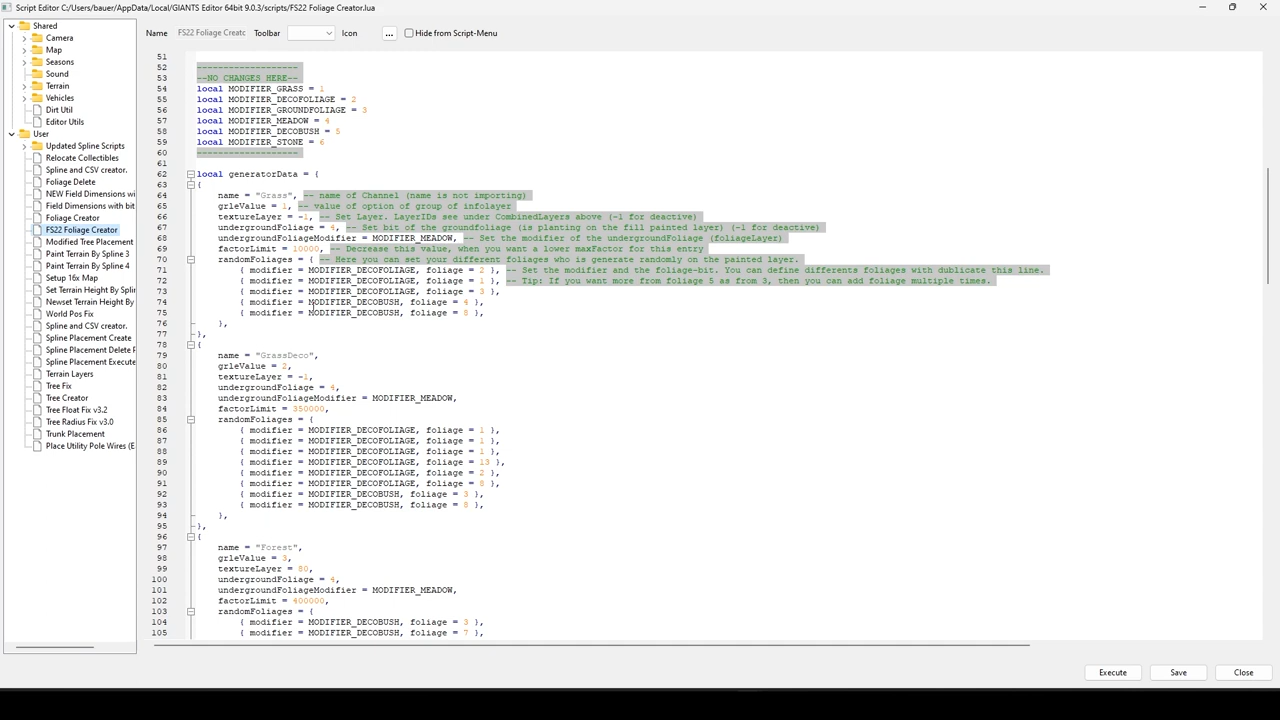 Script Editor C:/Users/bauer/AppData/Local/GIANTS Editor 64bit 9.0.3/scripts/FS22 Foliage Creator.lua
Shared
Camera
Map
Seasons
Sound
Terrain
Vehicles
Dirt Util
Editor Utils
User
Updated Spline Scripts
Relocate Collectibles
Spline and CSV creator.
Foliage Delete
NEW Field Dimensions wi
Field Dimensions with bit
Foliage Creator
FS22 Foliage Creator
Modified Tree Placement
Paint Terrain By Spline 3
Paint Terrain By Spline 4
Set Terrain Height By Splin
Newset Terrain Height By
World Pos Fix
Setup 16x Map
Spline and CSV creator.
Spline Placement Create
Spline Placement Delete P
Spline Placement Execute
Terrain Layers
Tree Fix
Tree Creator
Tree Float Fix v3.2
Tree Radius Fix v3.0
Trunk Placement
Place Utility Pole Wires (E
Name FS22 Foliage Creatc Toolbar Icon ... Hide from Script-Menu
51
52 -------------------
53 --NO CHANGES HERE--
54 local MODIFIER_GRASS = 1
55 local MODIFIER_DECOFOLIAGE = 2
56 local MODIFIER_GROUNDFOLIAGE = 3
57 local MODIFIER_MEADOW = 4
58 local MODIFIER_DECOBUSH = 5
59 local MODIFIER_STONE = 6
60 -------------------
61
62 local generatorData = {
63 {
64 name = "Grass", -- name of Channel (name is not importing)
65 grleValue = 1, -- value of option of group of infolayer
66 textureLayer = -1, -- Set Layer. LayerIDs see under CombinedLayers above (-1 for deactive)
67 undergroundFoliage = 4, -- Set bit of the groundfoliage (is planting on the fill painted layer) (-1 for deactive)
68 undergroundFoliageModifier = MODIFIER_MEADOW, -- Set the modifier of the undergroundFoliage (foliageLayer)
69 factorLimit = 10000, -- Decrease this value, when you want a lower maxFactor for this entry
70 randomFoliages = { -- Here you can set your different foliages who is generate randomly on the painted layer.
71 { modifier = MODIFIER_DECOFOLIAGE, foliage = 2 }, -- Set the modifier and the foliage-bit. You can define differents foliages with dublicate this line.
72 { modifier = MODIFIER_DECOFOLIAGE, foliage = 1 }, -- Tip: If you want more from foliage 5 as from 3, then you can add foliage multiple times.
73 { modifier = MODIFIER_DECOFOLIAGE, foliage = 3 },
74 { modifier = MODIFIER_DECOBUSH, foliage = 4 },
75 { modifier = MODIFIER_DECOBUSH, foliage = 8 },
76 },
77 },
78 {
79 name = "GrassDeco",
80 grleValue = 2,
81 textureLayer = -1,
82 undergroundFoliage = 4,
83 undergroundFoliageModifier = MODIFIER_MEADOW,
84 factorLimit = 350000,
85 randomFoliages = {
86 { modifier = MODIFIER_DECOFOLIAGE, foliage = 1 },
87 { modifier = MODIFIER_DECOFOLIAGE, foliage = 1 },
88 { modifier = MODIFIER_DECOFOLIAGE, foliage = 1 },
89 { modifier = MODIFIER_DECOFOLIAGE, foliage = 13 },
90 { modifier = MODIFIER_DECOFOLIAGE, foliage = 2 },
91 { modifier = MODIFIER_DECOFOLIAGE, foliage = 8 },
92 { modifier = MODIFIER_DECOBUSH, foliage = 3 },
93 { modifier = MODIFIER_DECOBUSH, foliage = 8 },
94 },
95 },
96 {
97 name = "Forest",
98 grleValue = 3,
99 textureLayer = 80,
100 undergroundFoliage = 4,
101 undergroundFoliageModifier = MODIFIER_MEADOW,
102 factorLimit = 400000,
103 randomFoliages = {
104 { modifier = MODIFIER_DECOBUSH, foliage = 3 },
105 { modifier = MODIFIER_DECOBUSH, foliage = 7 },
Execute Save Close